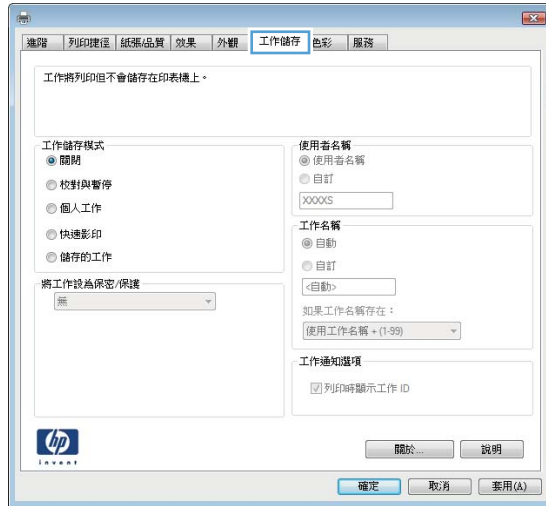 進階 列印捷徑 紙張/品質 效果 外觀 工作儲存 色彩 服務
工作將列印但不會儲存在印表機上。
工作儲存模式
關閉
校對與暫停
個人工作
快速影印
儲存的工作
將工作設為保密/保護
無
使用者名稱
使用者名稱
自訂
XXXXS
工作名稱
自動
自訂
<自動>
如果工作名稱存在：
使用工作名稱 + (1-99)
工作通知選項
列印時顯示工作 ID
hp
invent
關於... 說明
確定 取消 套用(A)